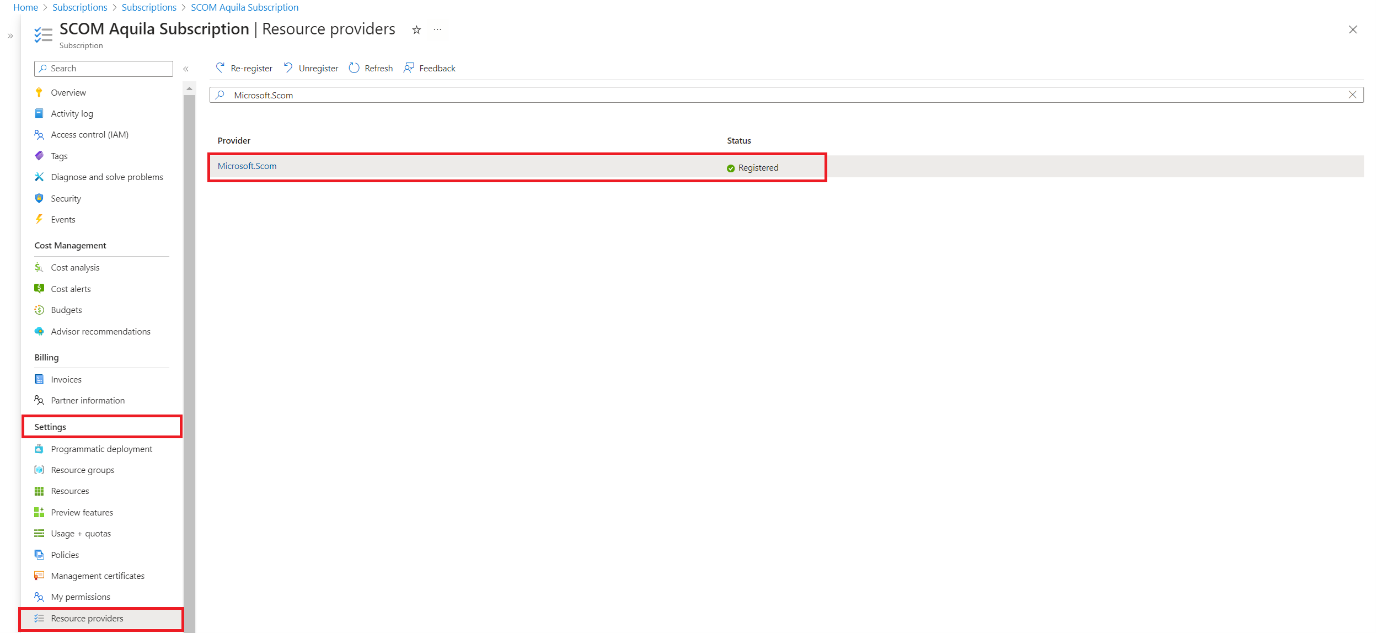 Home > Subscriptions > Subscriptions > SCOM Aquila Subscription
SCOM Aquila Subscription | Resource providers
Subscription
Search
Re-register Unregister Refresh Feedback
Overview
Microsoft.Scom
Activity log
Access control (IAM)
Provider Status
Tags
Microsoft.Scom Registered
Diagnose and solve problems
Security
Events
Cost Management
Cost analysis
Cost alerts
Budgets
Advisor recommendations
Billing
Invoices
Partner information
Settings
Programmatic deployment
Resource groups
Resources
Preview features
Usage + quotas
Policies
Management certificates
My permissions
Resource providers